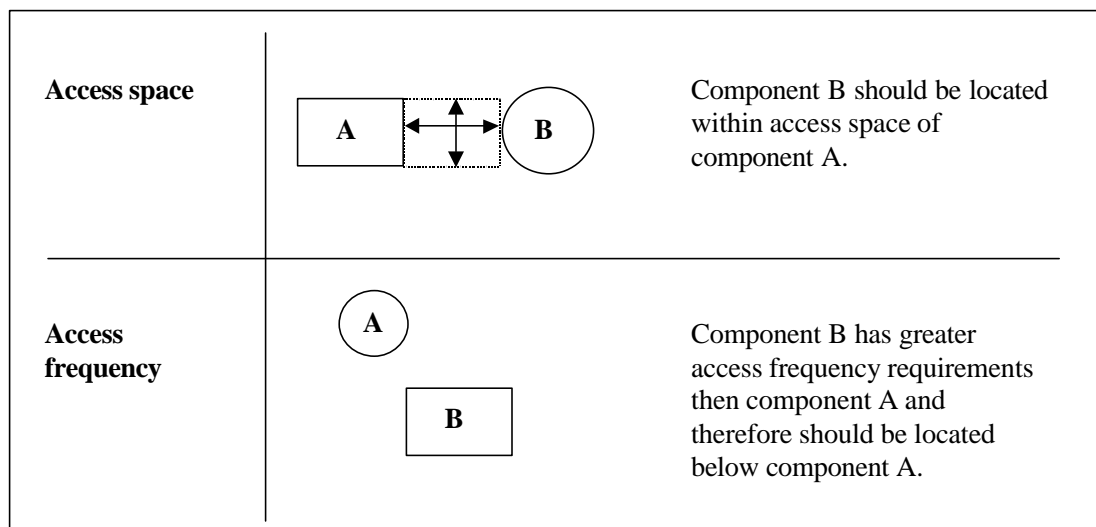 Access space
A
B
Component B should be located
within access space of
component A.
Access
frequency
A
B
Component B has greater
access frequency requirements
then component A and
therefore should be located
below component A.